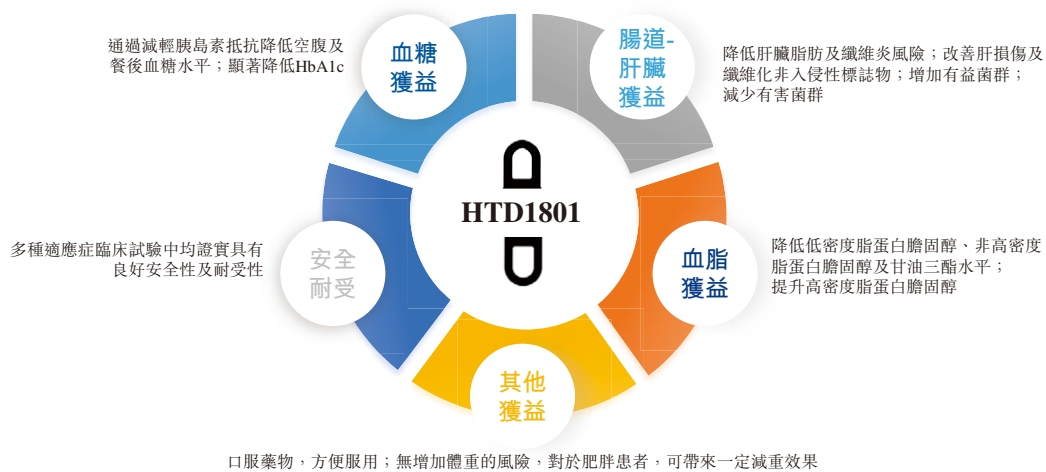 通過減輕胰島素抵抗降低空腹及
餐後血糖水平；顯著降低HbA1c
血糖
獲益
腸道-
肝臟
獲益
降低肝臟脂肪及纖維炎風險；改善肝損傷及
纖維化非入侵性標誌物；增加有益菌群；
減少有害菌群
HTD1801
多種適應症臨床試驗中均證實具有
良好安全性及耐受性
安全
耐受
血脂
獲益
降低低密度脂蛋白膽固醇、非高密度
脂蛋白膽固醇及甘油三酯水平；
提升高密度脂蛋白膽固醇
其他
獲益
口服藥物，方便服用；無增加體重的風險，對於肥胖患者，可帶來一定減重效果